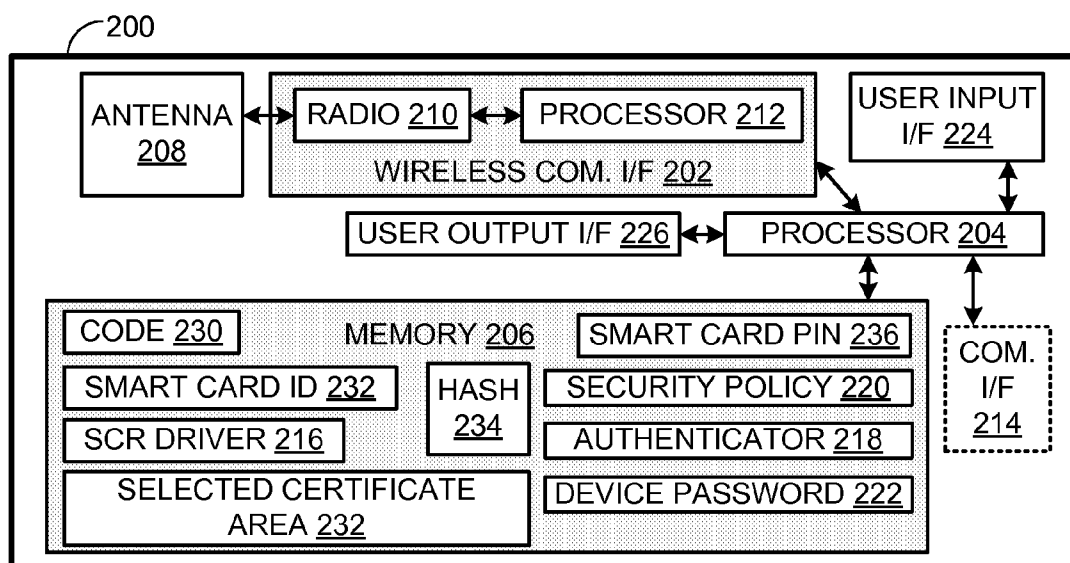 200
ANTENNA
208
RADIO 210
PROCESSOR 212
WIRELESS COM. I/F 202
USER INPUT
I/F 224
USER OUTPUT I/F 226
PROCESSOR 204
CODE 230
MEMORY 206
SMART CARD PIN 236
SMART CARD ID 232
HASH
234
SECURITY POLICY 220
SCR DRIVER 216
AUTHENTICATOR 218
SELECTED CERTIFICATE
AREA 232
DEVICE PASSWORD 222
COM.
I/F
214